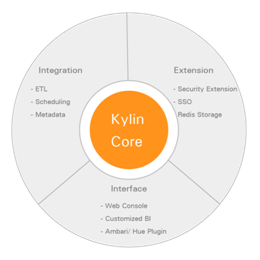 Integration
- ETL
- Scheduling
- Metadata
Extension
- Security Extension
- SSO
- Redis Storage
Kylin
Core
Interface
- Web Console
- Customized BI
- Ambari/ Hue Plugin